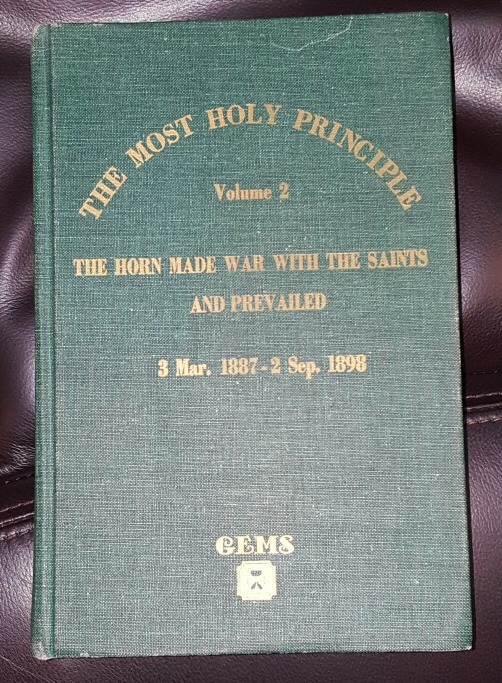 THE MOST HOLY PRINCIPLE
Volume 2
THE HORN MADE WAR WITH THE SAINTS
AND PREVAILED
3 Mar. 1887-2 Sep. 1898
GEMS